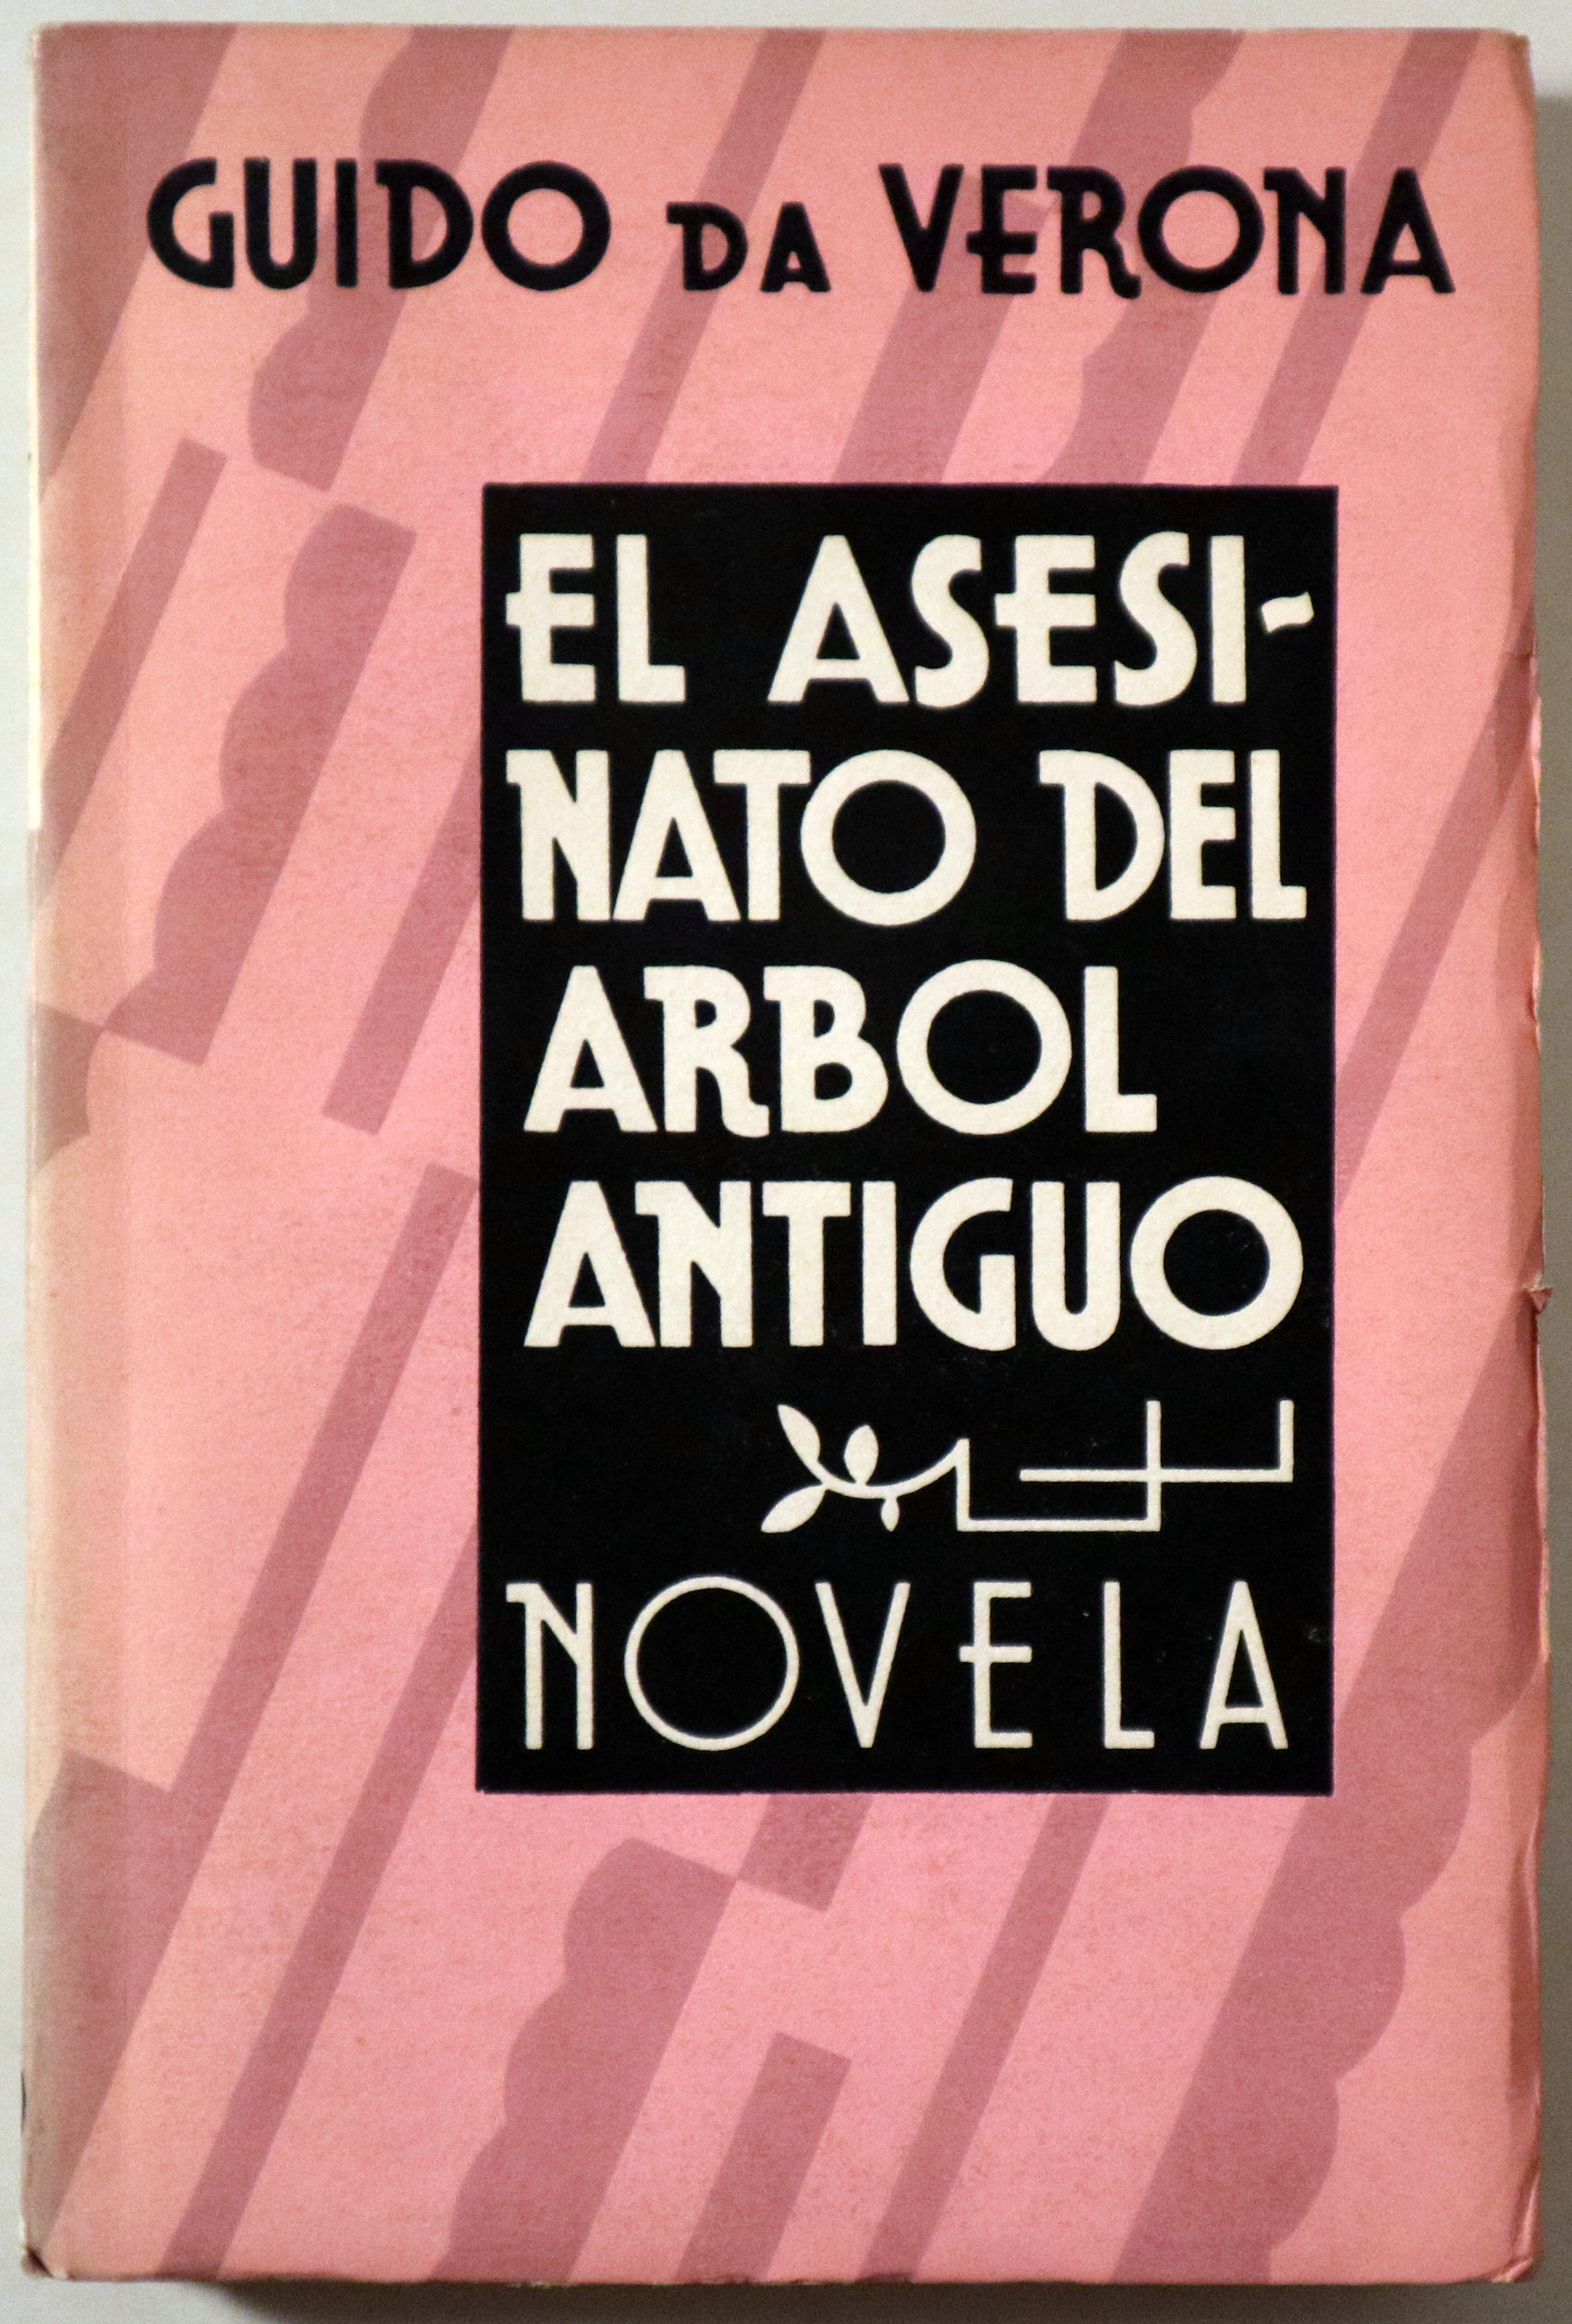 GUIDO DA VERONA
EL ASESI-
NATO DEL
ARBOL
ANTIGUO
NOVELA